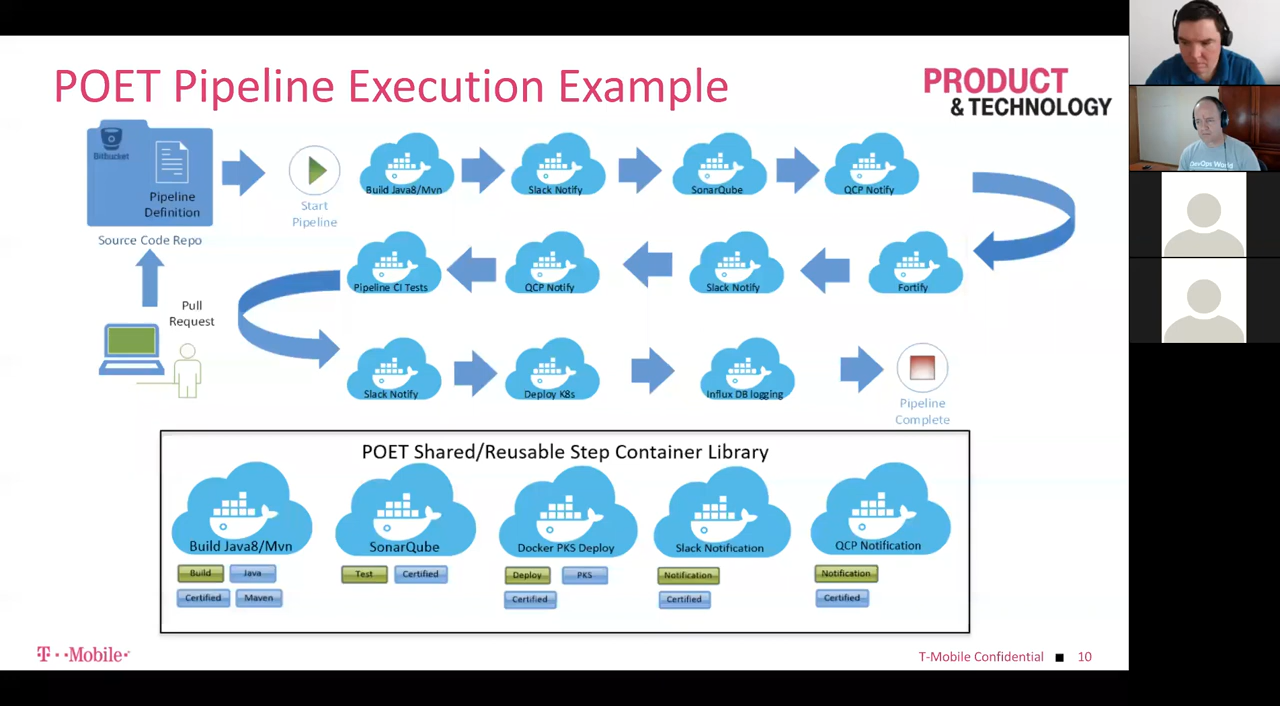 POET Pipeline Execution Example
PRODUCT
& TECHNOLOGY
Bitbucket
Pipeline
Definition
Source Code Repo
Start
Pipeline
Build Java8/Mvn
Slack Notify
SonarQube
QCP Notify
Pipeline CI Tests
QCP Notify
Slack Notify
Fortify
Pull
Request
Slack Notify
Deploy K8s
Influx DB logging
Pipeline
Complete
POET Shared/Reusable Step Container Library
Build Java8/Mvn
SonarQube
Docker PKS Deploy
Slack Notification
QCP Notification
Build
Java
Certified
Maven
Test
Certified
Deploy
PKS
Certified
Notification
Certified
Notification
Certified
T-Mobile
T-Mobile Confidential
10
DevOps World